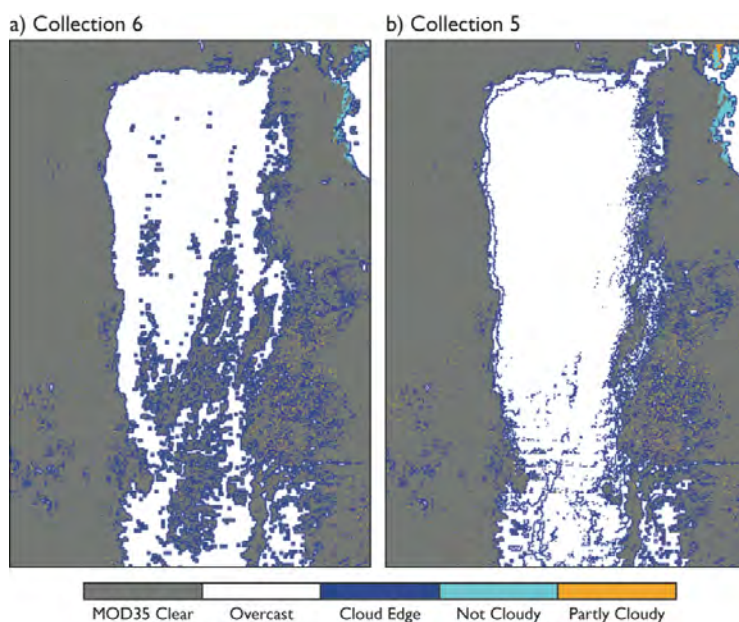 a) Collection 6
b) Collection 5
MOD35 Clear
Overcast
Cloud Edge
Not Cloudy
Partly Cloudy